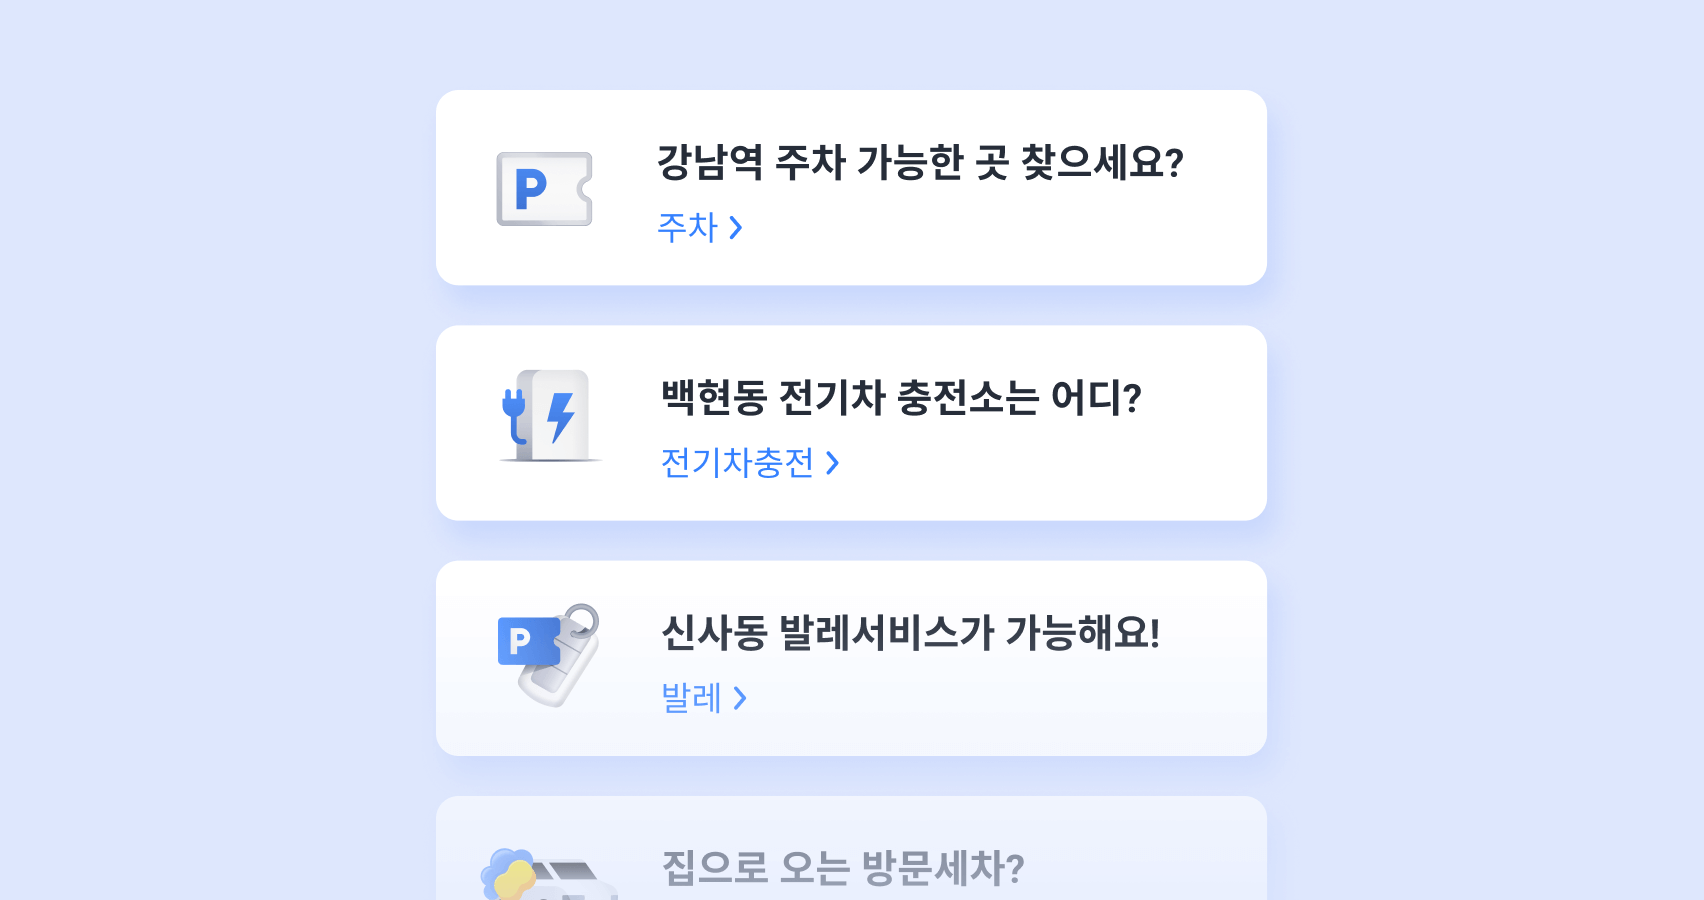 강남역 주차 가능한 곳 찾으세요?
P
주차 >
백현동 전기차 충전소는 어디?
전기차충전 >
신사동 발레서비스가 가능해요!
P
발레 >
집으로 오는 방문세차?